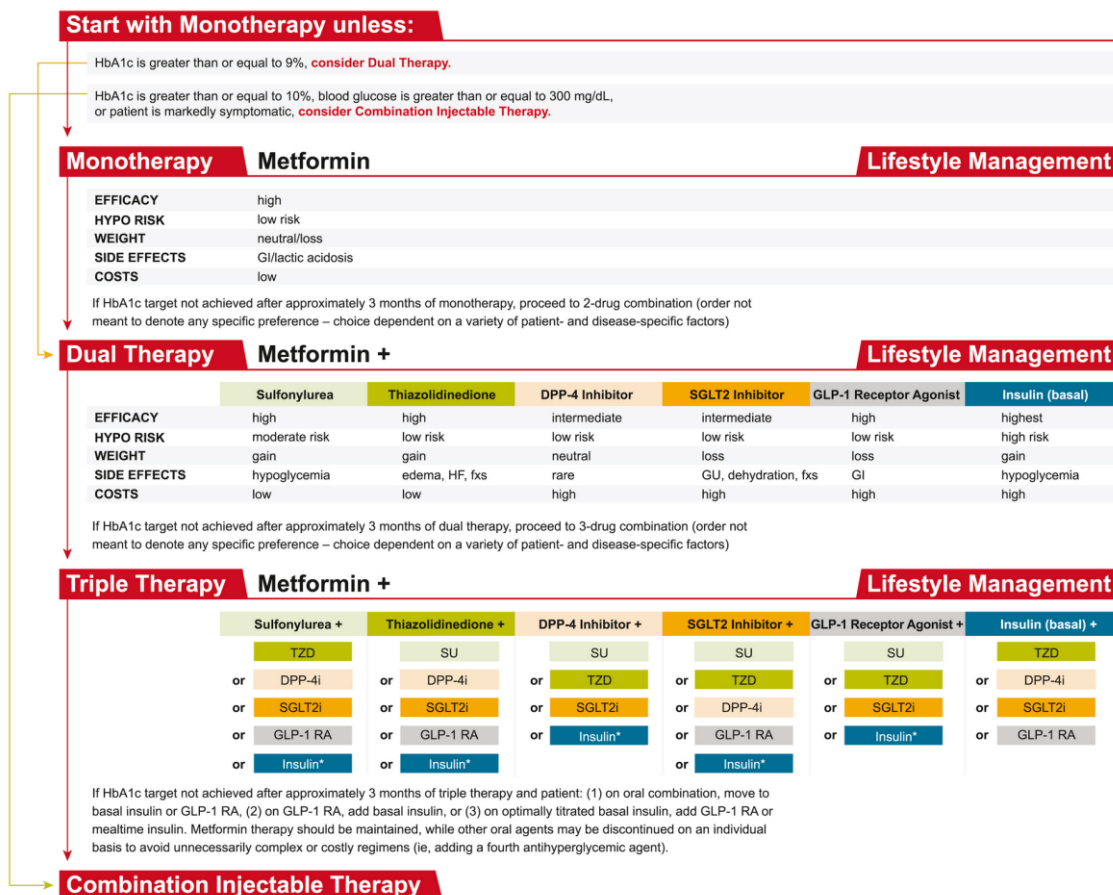 Start with Monotherapy unless:
HbA1c is greater than or equal to 9%, consider Dual Therapy.
HbA1c is greater than or equal to 10%, blood glucose is greater than or equal to 300 mg/dL,
or patient is markedly symptomatic, consider Combination Injectable Therapy.
Monotherapy Metformin Lifestyle Management
EFFICACY high
HYPO RISK low risk
WEIGHT neutral/loss
SIDE EFFECTS GI/lactic acidosis
COSTS low
If HbA1c target not achieved after approximately 3 months of monotherapy, proceed to 2-drug combination (order not
meant to denote any specific preference – choice dependent on a variety of patient- and disease-specific factors)
Dual Therapy Metformin + Lifestyle Management
Sulfonylurea Thiazolidinedione DPP-4 Inhibitor SGLT2 Inhibitor GLP-1 Receptor Agonist Insulin (basal)
EFFICACY high high intermediate intermediate high highest
HYPO RISK moderate risk low risk low risk low risk low risk high risk
WEIGHT gain gain neutral loss loss gain
SIDE EFFECTS hypoglycemia edema, HF, fxs rare GU, dehydration, fxs GI hypoglycemia
COSTS low low high high high high
If HbA1c target not achieved after approximately 3 months of dual therapy, proceed to 3-drug combination (order not
meant to denote any specific preference – choice dependent on a variety of patient- and disease-specific factors)
Triple Therapy Metformin + Lifestyle Management
Sulfonylurea + Thiazolidinedione + DPP-4 Inhibitor + SGLT2 Inhibitor + GLP-1 Receptor Agonist + Insulin (basal) +
TZD SU SU SU SU TZD
or DPP-4i or DPP-4i or TZD or TZD or TZD or DPP-4i
or SGLT2i or SGLT2i or SGLT2i or DPP-4i or SGLT2i or SGLT2i
or GLP-1 RA or GLP-1 RA or Insulin* or GLP-1 RA or Insulin* or GLP-1 RA
or Insulin* or Insulin* or Insulin*
If HbA1c target not achieved after approximately 3 months of triple therapy and patient: (1) on oral combination, move to
basal insulin or GLP-1 RA, (2) on GLP-1 RA, add basal insulin, or (3) on optimally titrated basal insulin, add GLP-1 RA or
mealtime insulin. Metformin therapy should be maintained, while other oral agents may be discontinued on an individual
basis to avoid unnecessarily complex or costly regimens (ie, adding a fourth antihyperglycemic agent).
Combination Injectable Therapy